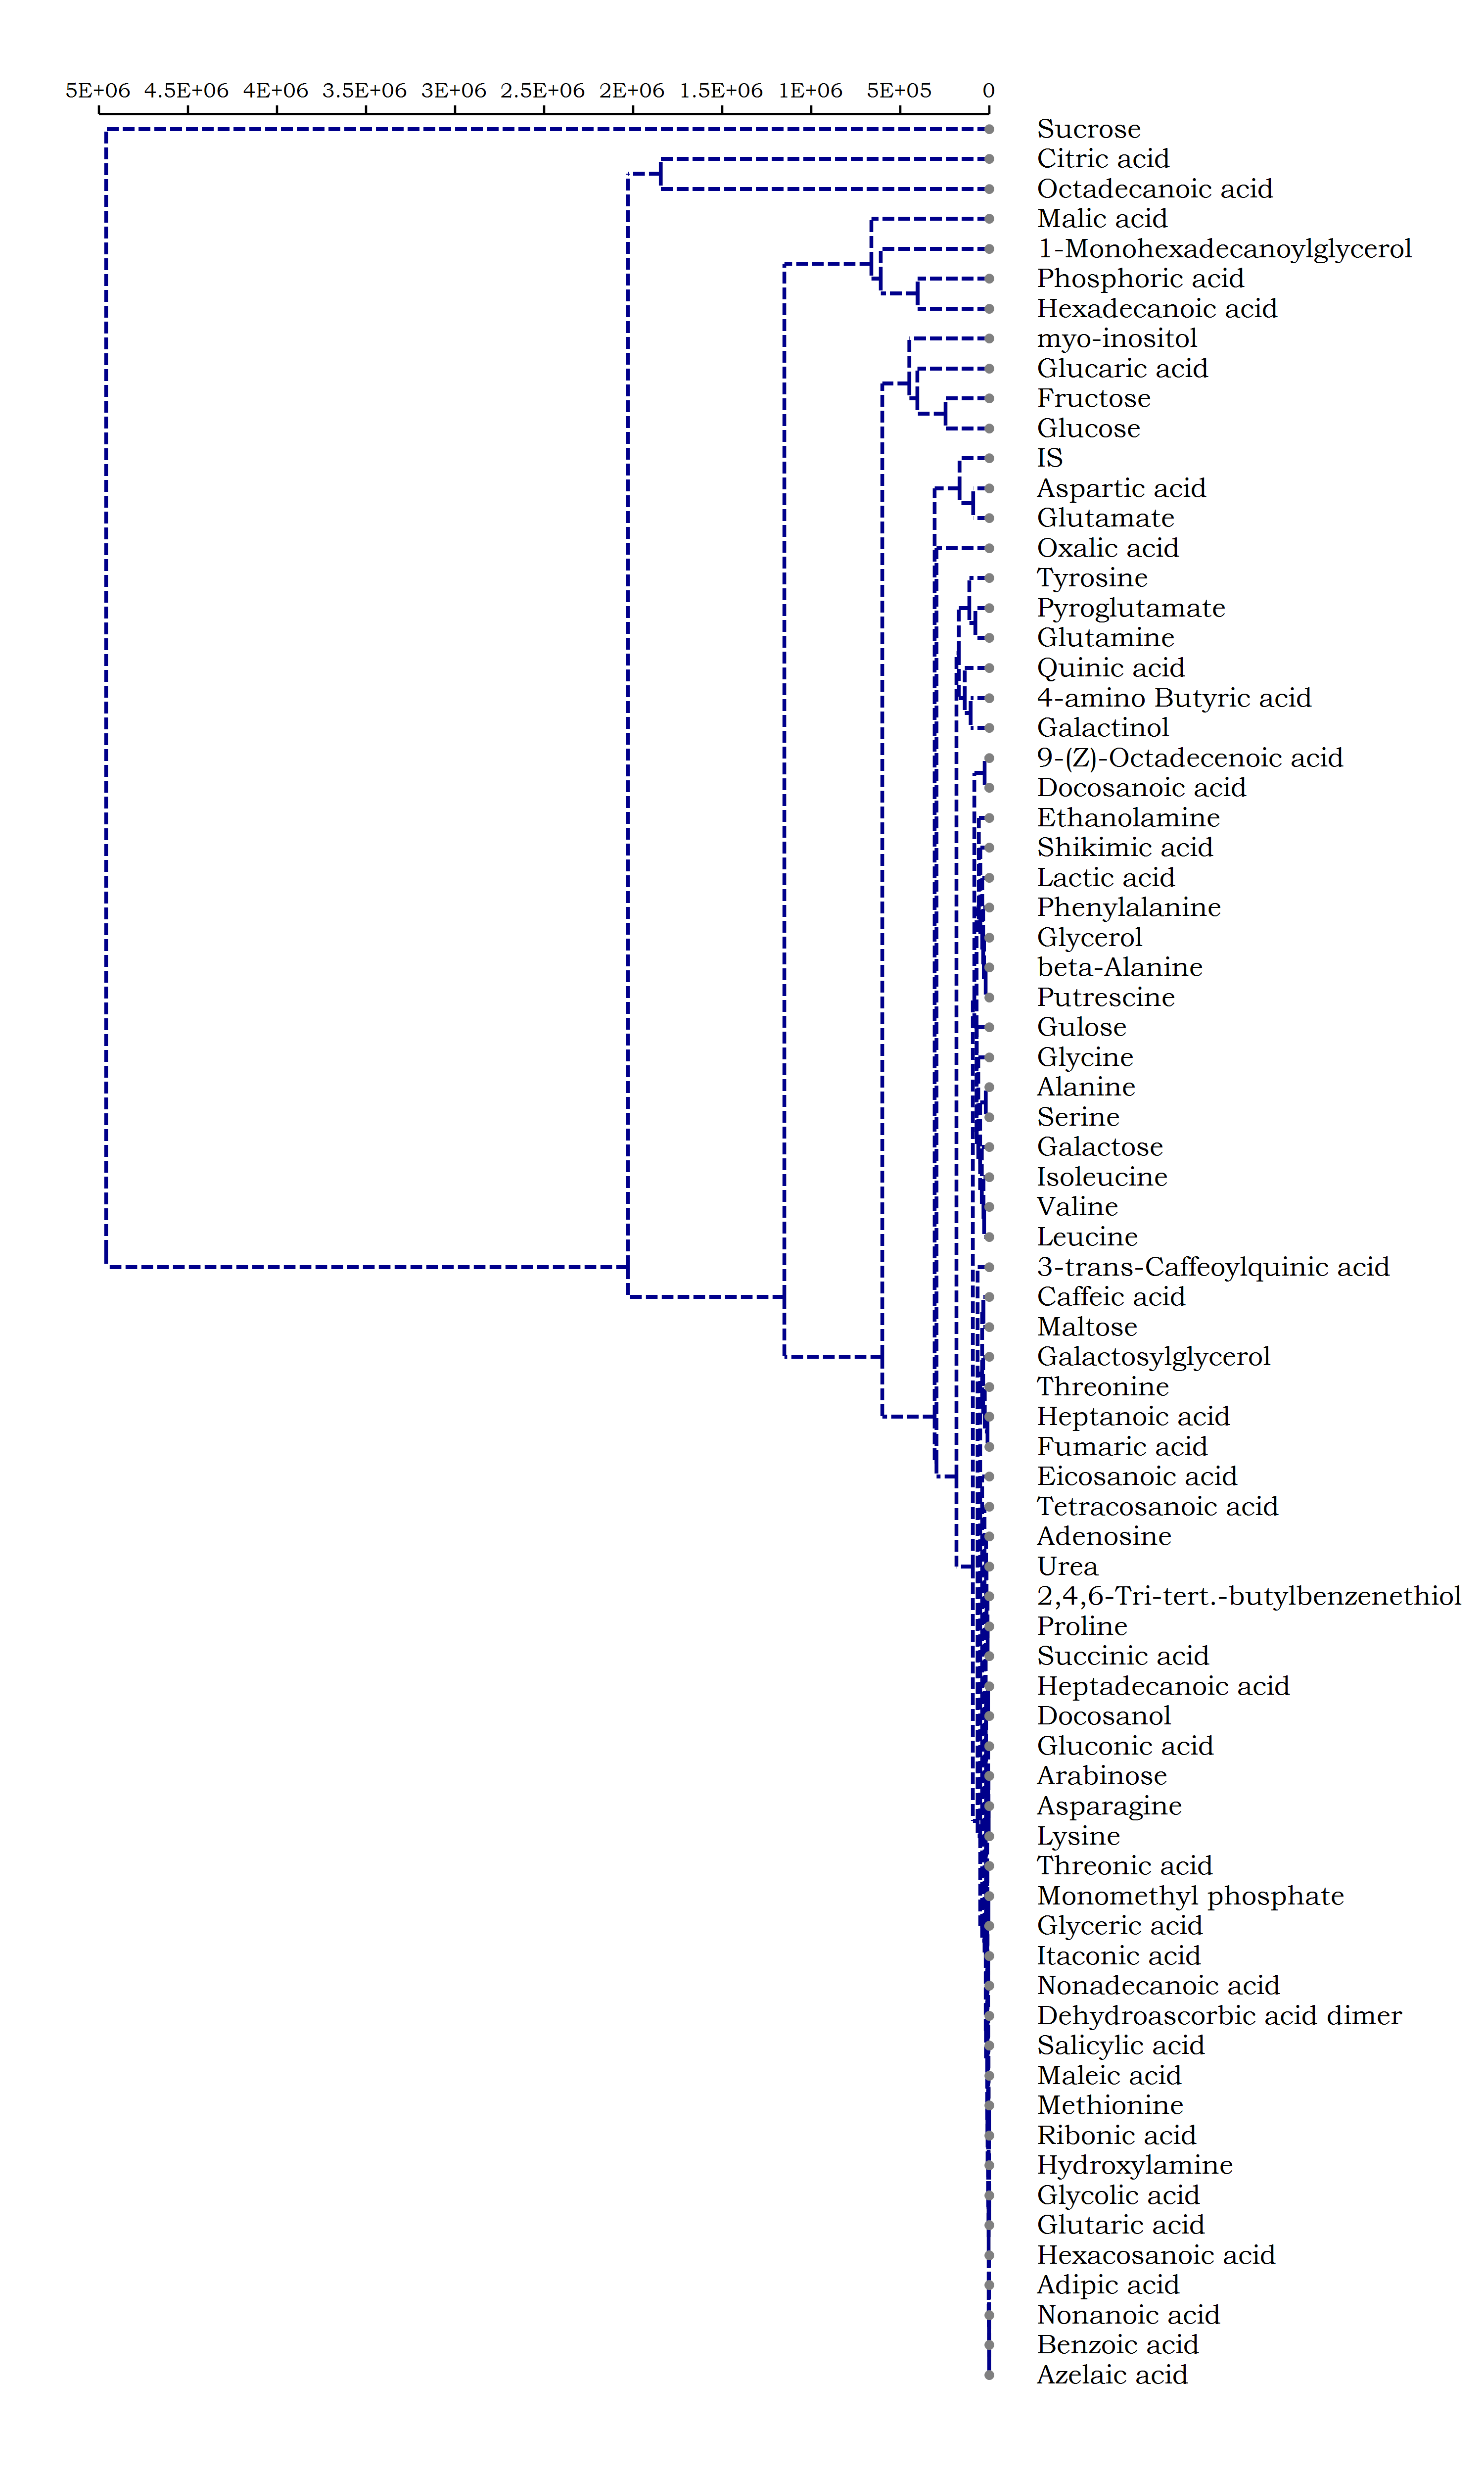 5E+06 4.5E+06 4E+06 3.5E+06 3E+06 2.5E+06 2E+06 1.5E+06 1E+06 5E+05 0
Sucrose
Citric acid
Octadecanoic acid
Malic acid
1-Monohexadecanoylglycerol
Phosphoric acid
Hexadecanoic acid
myo-inositol
Glucaric acid
Fructose
Glucose
IS
Aspartic acid
Glutamate
Oxalic acid
Tyrosine
Pyroglutamate
Glutamine
Quinic acid
4-amino Butyric acid
Galactinol
9-(Z)-Octadecenoic acid
Docosanoic acid
Ethanolamine
Shikimic acid
Lactic acid
Phenylalanine
Glycerol
beta-Alanine
Putrescine
Gulose
Glycine
Alanine
Serine
Galactose
Isoleucine
Valine
Leucine
3-trans-Caffeoylquinic acid
Caffeic acid
Maltose
Galactosylglycerol
Threonine
Heptanoic acid
Fumaric acid
Eicosanoic acid
Tetracosanoic acid
Adenosine
Urea
2,4,6-Tri-tert.-butylbenzenethiol
Proline
Succinic acid
Heptadecanoic acid
Docosanol
Gluconic acid
Arabinose
Asparagine
Lysine
Threonic acid
Monomethyl phosphate
Glyceric acid
Itaconic acid
Nonadecanoic acid
Dehydroascorbic acid dimer
Salicylic acid
Maleic acid
Methionine
Ribonic acid
Hydroxylamine
Glycolic acid
Glutaric acid
Hexacosanoic acid
Adipic acid
Nonanoic acid
Benzoic acid
Azelaic acid